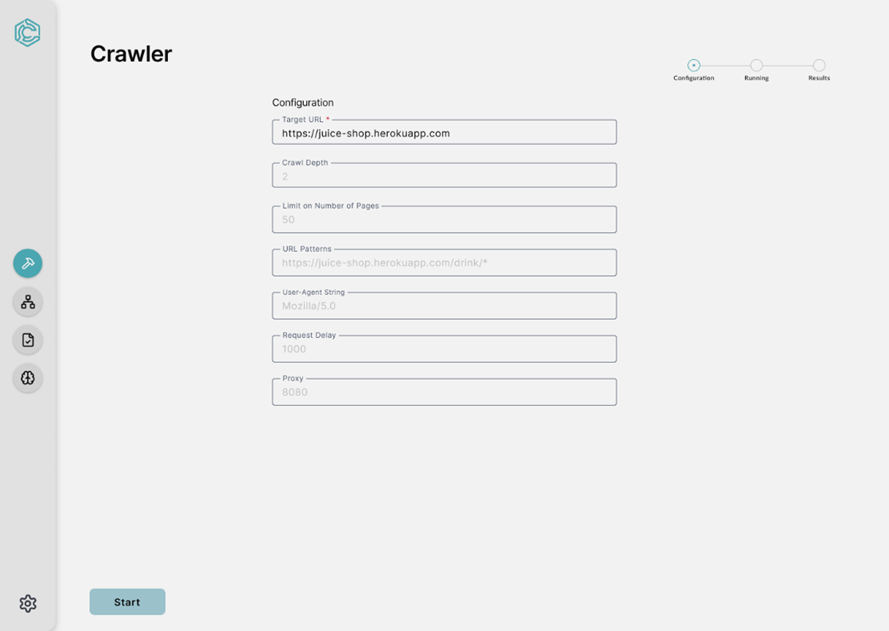 Crawler
Configuration
Running
Results
Configuration
Target URL *
https://juice-shop.herokuapp.com
Crawl Depth
2
Limit on Number of Pages
50
URL Patterns
https://juice-shop.herokuapp.com/drink/*
User-Agent String
Mozilla/5.0
Request Delay
1000
Proxy
8080
Start